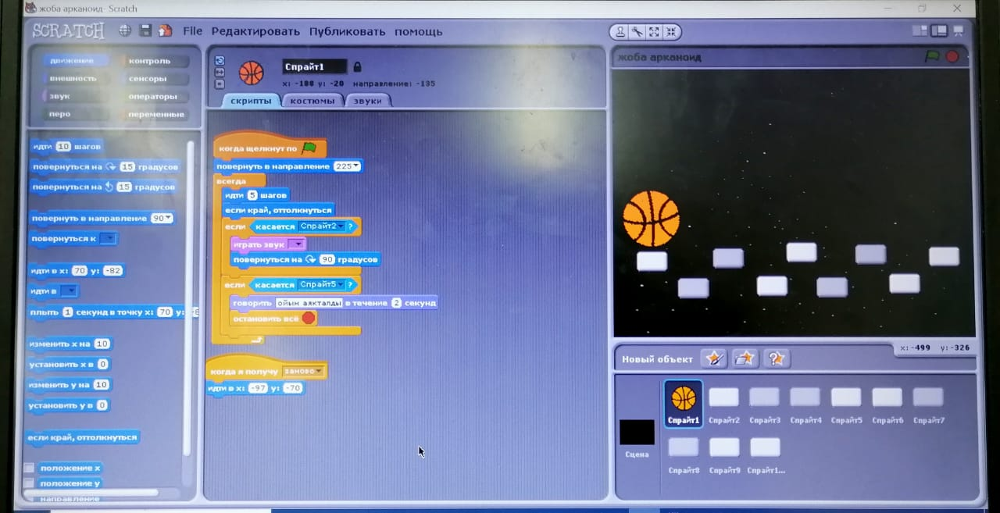 жоба арканоид- Scratch
SCRATCH File Редактировать Публиковать помощь
движение контроль
внешность сенсоры
звук операторы
перо переменные
идти 10 шагов
повернуться на 15 градусов
повернуться на 15 градусов
повернуть в направление 90
повернуться к
идти в x: 70 y: -82
идти в
плыть 1 секунд в точку x: 70 y: -8
изменить x на 10
установить x в 0
изменить y на 10
установить y в 0
если край, оттолкнуться
положение x
положение y
направление
Спрайт1
x: -180 y: -20 направление: -135
скрипты костюмы звуки
когда щелкнут по
повернуть в направление 225
всегда
идти 5 шагов
если край, оттолкнуться
если касается Спрайт2 ?
играть звук
повернуться на 90 градусов
если касается Спрайт5 ?
говорить ойын аякталды в течение 2 секунд
остановить всё
когда я получу заново
идти в x: -97 y: -70
жоба арканоид
x: -499 y: -326
Новый объект
Спрайт1 Спрайт2 Спрайт3 Спрайт4 Спрайт5 Спрайт6 Спрайт7
Сцена
Спрайт8 Спрайт9 Спрайт1...